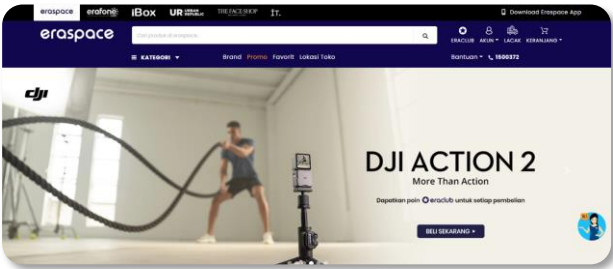 eraspace erafone iBox UR URBAN REPUBLIC THE FACE SHOP IT. Download Eraspace App
eraspace Cari produk di eraspace... ERACLUB AKUN LACAK KERANJANG
KATEGORI Brand Promo Favorit Lokasi Toko Bantuan 1500372
dji
DJI ACTION 2
More Than Action
Dapatkan poin eraclub untuk setiap pembelian
BELI SEKARANG